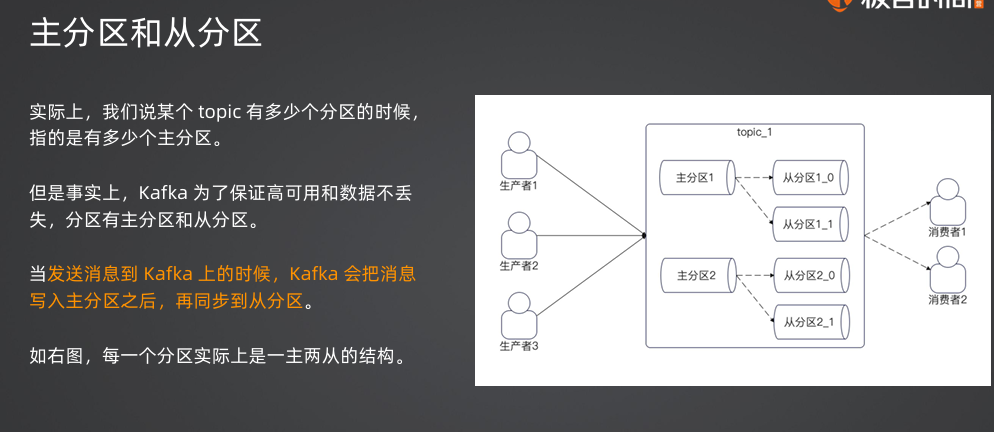 主分区和从分区
实际上，我们说某个 topic 有多少个分区的时候，
指的是有多少个主分区。
但是事实上，Kafka 为了保证高可用和数据不丢
失，分区有主分区和从分区。
当发送消息到 Kafka 上的时候，Kafka 会把消息
写入主分区之后，再同步到从分区。
如右图，每一个分区实际上是一主两从的结构。
topic_1
生产者1
生产者2
生产者3
主分区1
从分区1_0
从分区1_1
主分区2
从分区2_0
从分区2_1
消费者1
消费者2